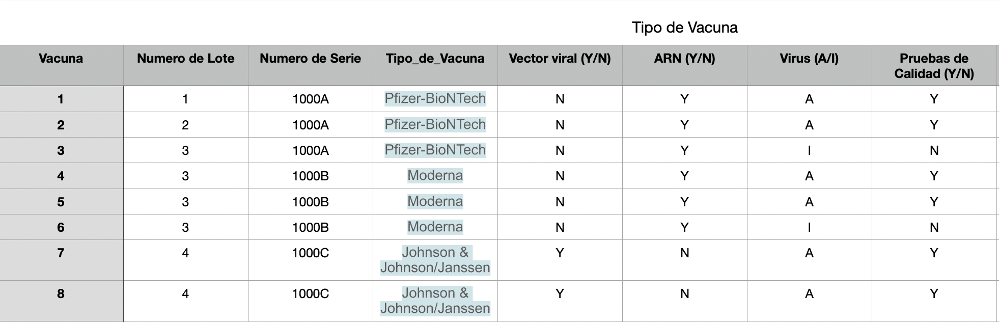 Tipo de Vacuna
Vacuna Numero de Lote Numero de Serie Tipo_de_Vacuna Vector viral (Y/N) ARN (Y/N) Virus (A/I) Pruebas de
Calidad (Y/N)
1 1 1000A Pfizer-BioNTech N Y A Y
2 2 1000A Pfizer-BioNTech N Y A Y
3 3 1000A Pfizer-BioNTech N Y I N
4 3 1000B Moderna N Y A Y
5 3 1000B Moderna N Y A Y
6 3 1000B Moderna N Y I N
7 4 1000C Johnson & Y N A Y
Johnson/Janssen
8 4 1000C Johnson & Y N A Y
Johnson/Janssen